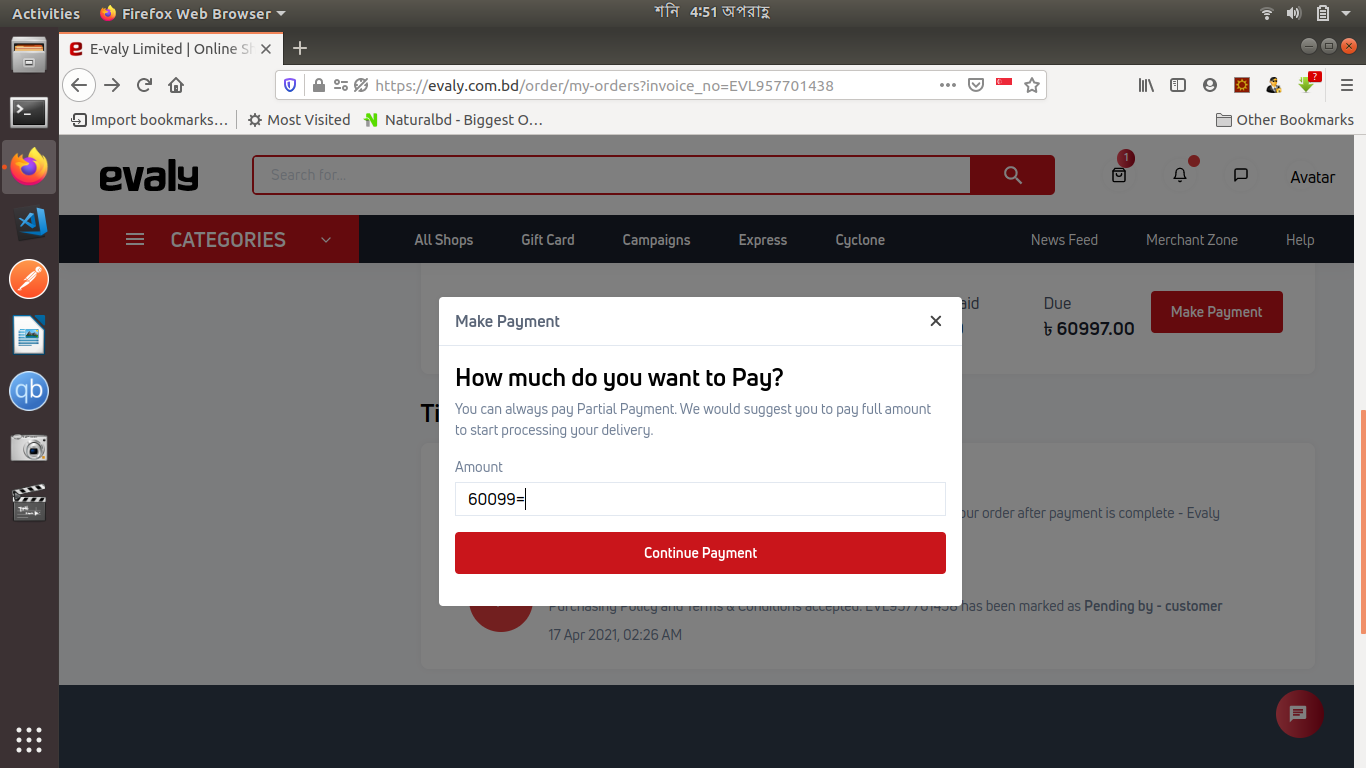 Activities Firefox Web Browser শনি 4:51 অপরাহ্ণ
E-valy Limited | Online Sh
https://evaly.com.bd/order/my-orders?invoice_no=EVL957701438
Import bookmarks... Most Visited Naturalbd - Biggest O... Other Bookmarks
evaly Search for... 1 Avatar
CATEGORIES All Shops Gift Card Campaigns Express Cyclone News Feed Merchant Zone Help
Make Payment
aid Due
৳ 60997.00 Make Payment
How much do you want to Pay?
You can always pay Partial Payment. We would suggest you to pay full amount
to start processing your delivery.
Ti
Amount
60099=
our order after payment is complete - Evaly
Continue Payment
Purchasing Policy and Terms & Conditions accepted. EVL957701438 has been marked as Pending by - customer
17 Apr 2021, 02:26 AM